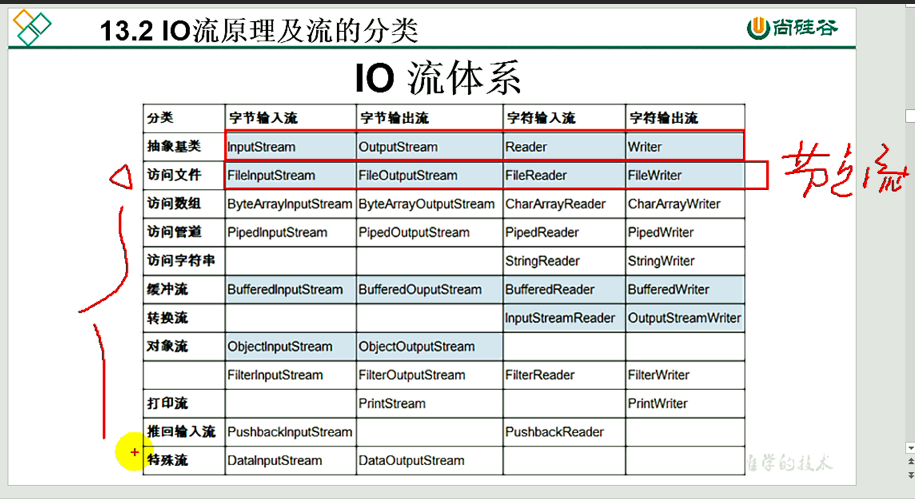 13.2 IO流原理及流的分类
尚硅谷
IO 流体系
分类 字节输入流 字节输出流 字符输入流 字符输出流
抽象基类 InputStream OutputStream Reader Writer
访问文件 FileInputStream FileOutputStream FileReader FileWriter
节点流
访问数组 ByteArrayInputStream ByteArrayOutputStream CharArrayReader CharArrayWriter
访问管道 PipedInputStream PipedOutputStream PipedReader PipedWriter
访问字符串 StringReader StringWriter
缓冲流 BufferedInputStream BufferedOuputStream BufferedReader BufferedWriter
转换流 InputStreamReader OutputStreamWriter
对象流 ObjectInputStream ObjectOutputStream
FilterInputStream FilterOutputStream FilterReader FilterWriter
打印流 PrintStream PrintWriter
推回输入流 PushbackInputStream PushbackReader
特殊流 DataInputStream DataOutputStream
学的技术